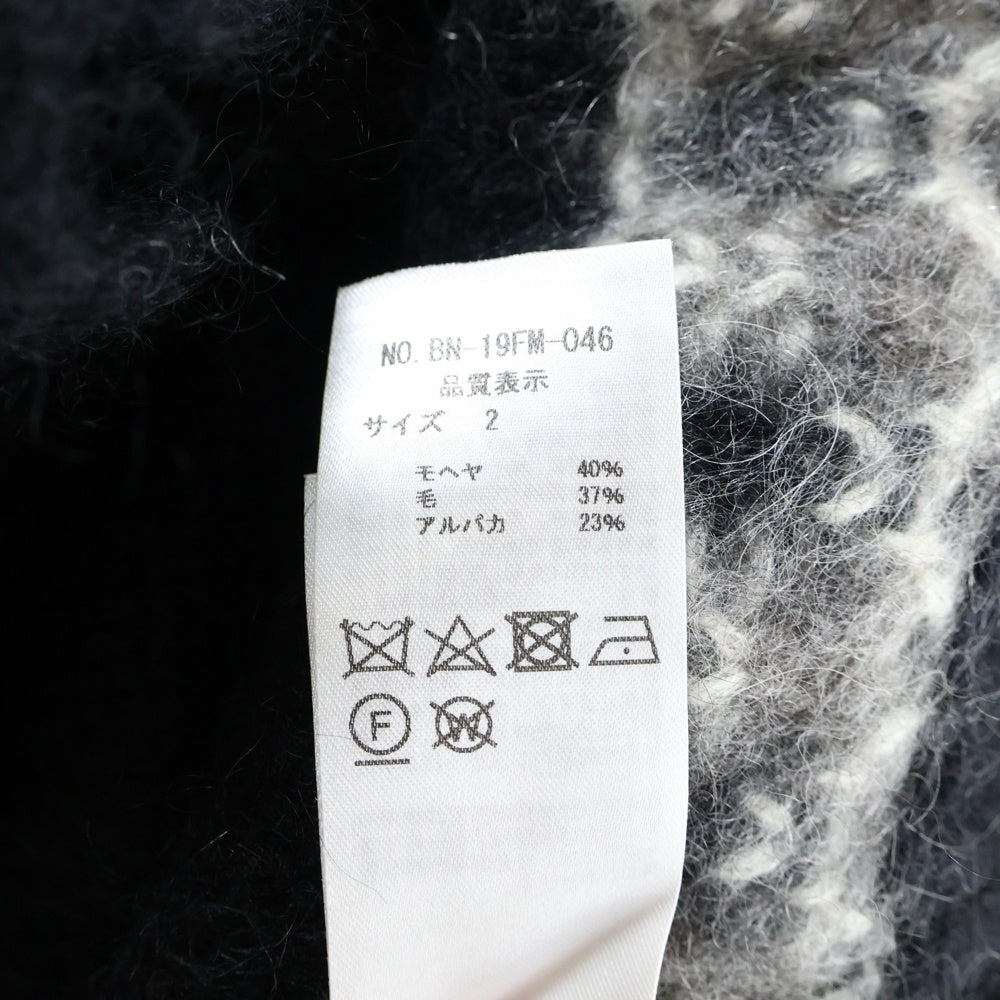 NO. BN-19FM-046
品質表示
サイズ 2
モヘヤ 40%
毛 37%
アルパカ 23%
F W